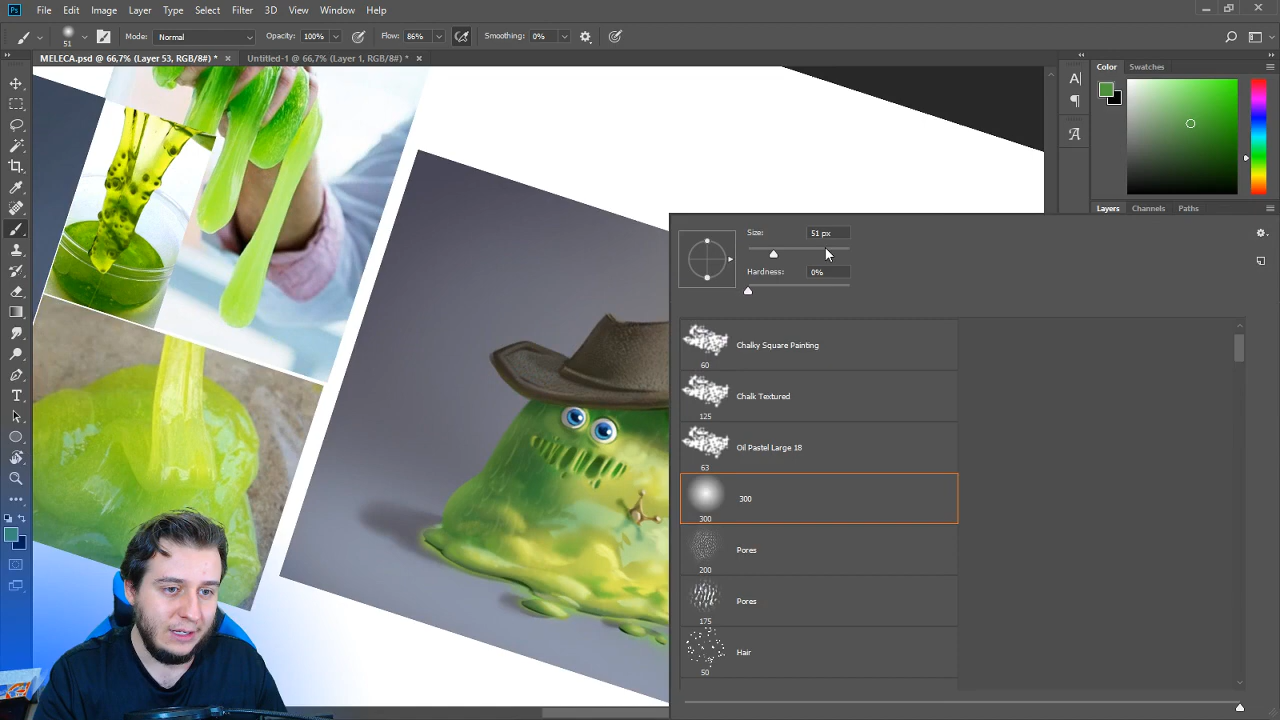 Ps File Edit Image Layer Type Select Filter 3D View Window Help
51 Mode: Normal Opacity: 100% Flow: 86% Smoothing: 0%
MELECA.psd @ 66,7% (Layer 53, RGB/8#) * Untitled-1 @ 66,7% (Layer 1, RGB/8#) *
Color Swatches
Layers Channels Paths
Size: 51 px
Hardness: 0%
Chalky Square Painting
60
Chalk Textured
125
Oil Pastel Large 18
63
300
300
Pores
200
Pores
175
Hair
50